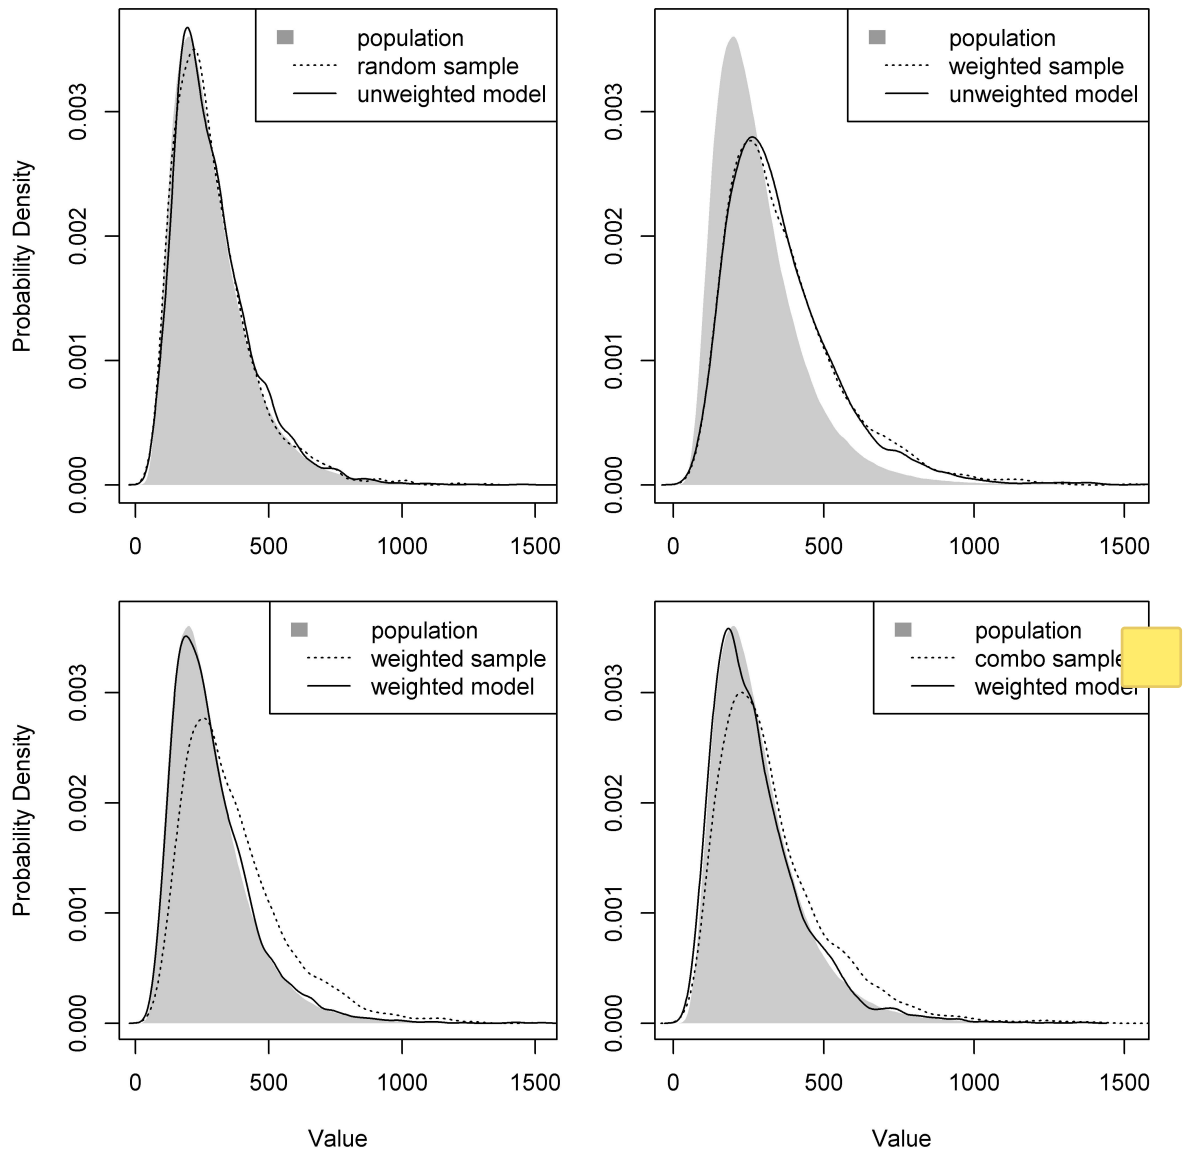 population
random sample
unweighted model
Probability Density
0.003
0.002
0.001
0.000
0
500
1000
1500
population
weighted sample
unweighted model
0.003
0.002
0.001
0.000
0
500
1000
1500
population
weighted sample
weighted model
Probability Density
0.003
0.002
0.001
0.000
0
500
1000
1500
Value
population
combo sample
weighted model
0.003
0.002
0.001
0.000
0
500
1000
1500
Value